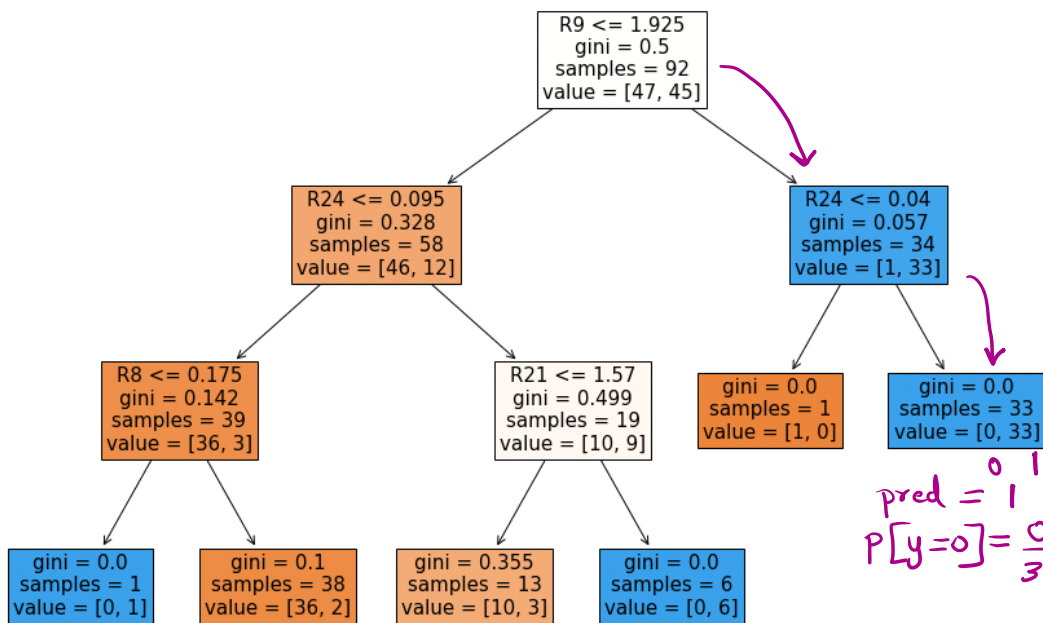 R9 <= 1.925
gini = 0.5
samples = 92
value = [47, 45]
R24 <= 0.095
gini = 0.328
samples = 58
value = [46, 12]
R24 <= 0.04
gini = 0.057
samples = 34
value = [1, 33]
R8 <= 0.175
gini = 0.142
samples = 39
value = [36, 3]
R21 <= 1.57
gini = 0.499
samples = 19
value = [10, 9]
gini = 0.0
samples = 1
value = [1, 0]
gini = 0.0
samples = 33
value = [0, 33]
0 1
pred = 1
P[y=0] = 0
3
gini = 0.0
samples = 1
value = [0, 1]
gini = 0.1
samples = 38
value = [36, 2]
gini = 0.355
samples = 13
value = [10, 3]
gini = 0.0
samples = 6
value = [0, 6]